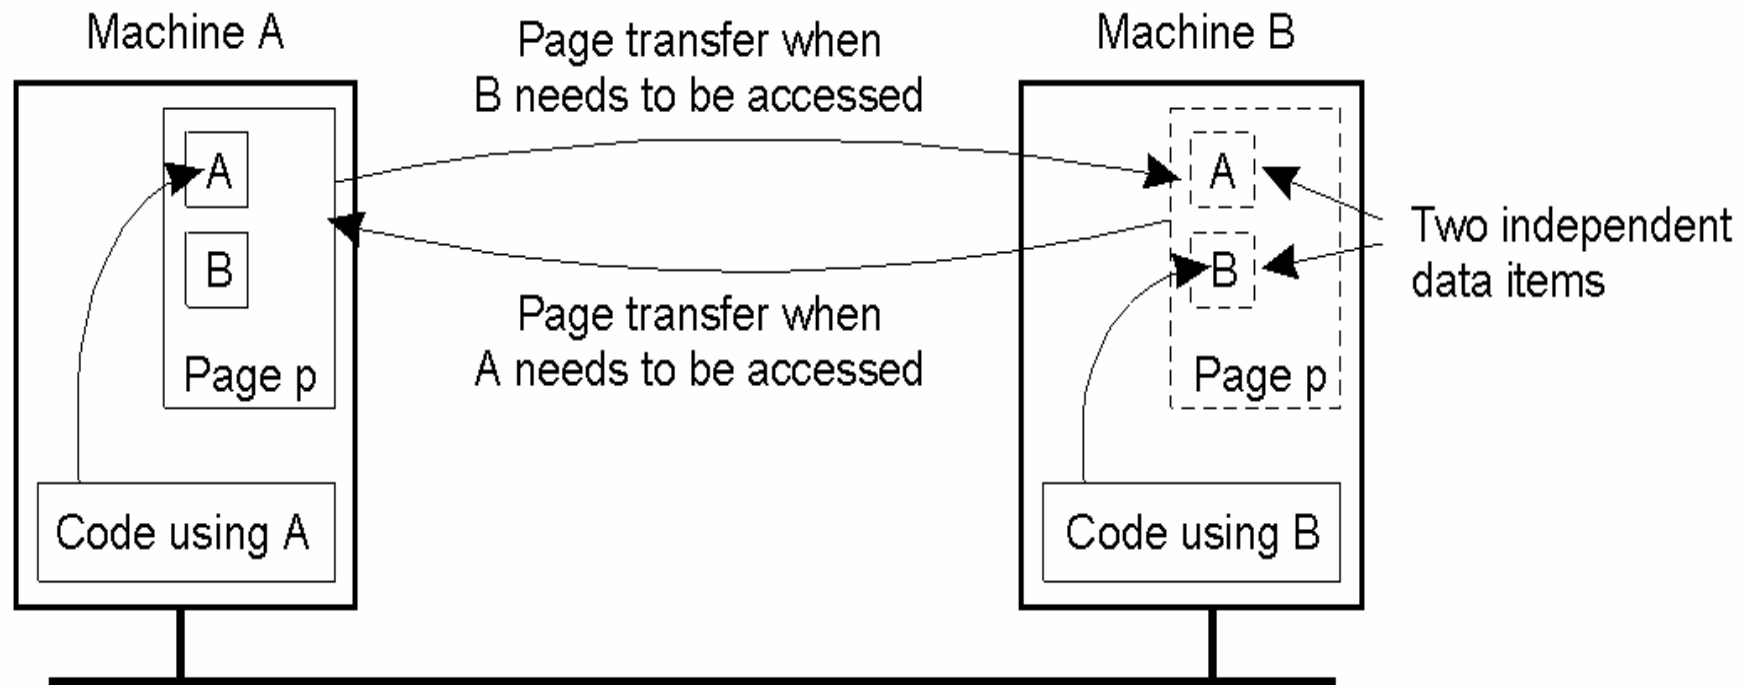 Machine A
Page transfer when
B needs to be accessed
Machine B
A
B
Page p
Code using A
Page transfer when
A needs to be accessed
A
B
Page p
Code using B
Two independent
data items